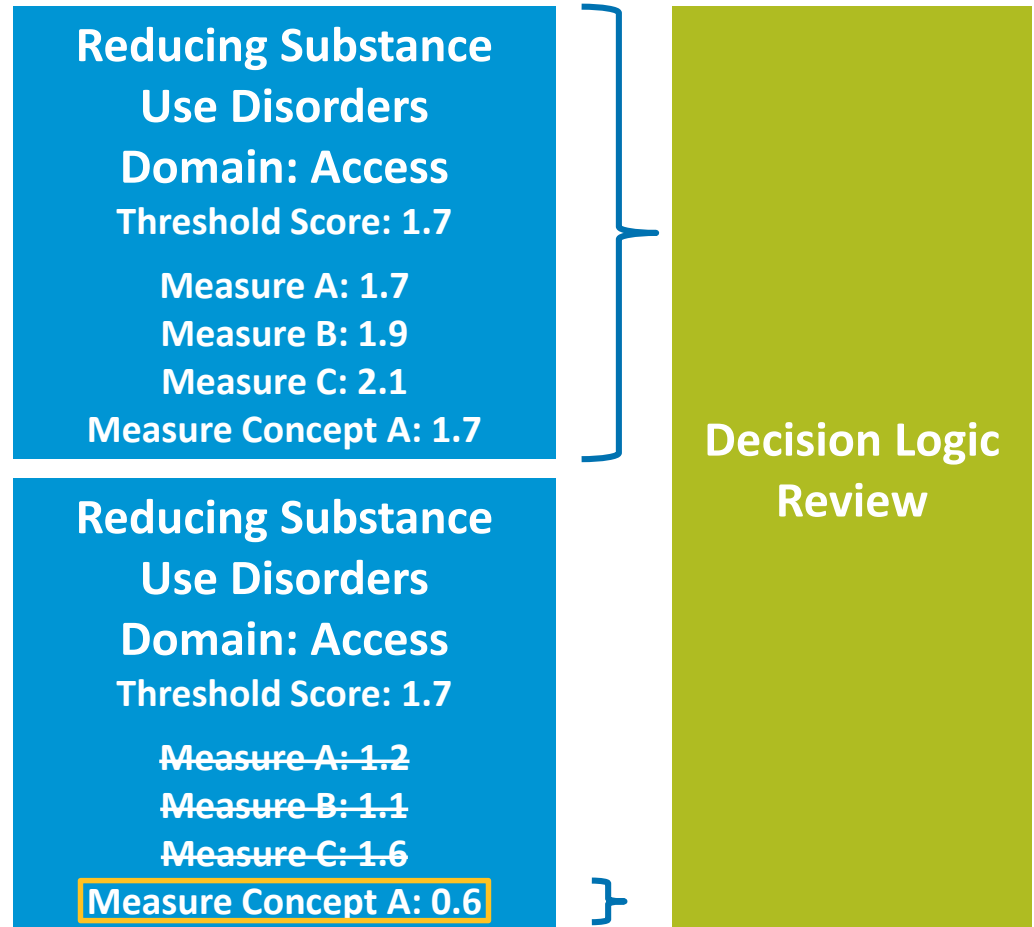 Reducing Substance
Use Disorders
Domain: Access
Threshold Score: 1.7
Measure A: 1.7
Measure B: 1.9
Measure C: 2.1
Measure Concept A: 1.7
Reducing Substance
Use Disorders
Domain: Access
Threshold Score: 1.7
Measure A: 1.2
Measure B: 1.1
Measure C: 1.6
Measure Concept A: 0.6
Decision Logic
Review